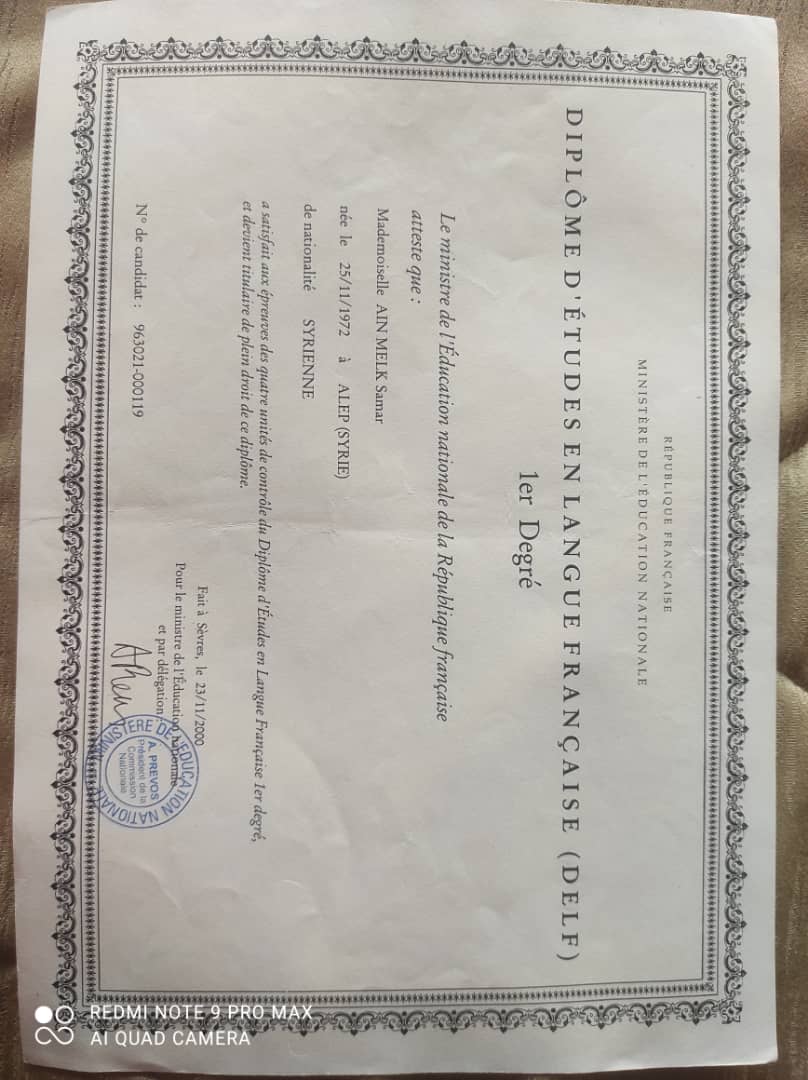 RÉPUBLIQUE FRANÇAISE
MINISTÈRE DE L'ÉDUCATION NATIONALE
DIPLÔME D'ÉTUDES EN LANGUE FRANÇAISE (DELF)
1er Degré
Le ministre de l'Éducation nationale de la République française
atteste que :
Mademoiselle AIN MELK Samar
née le 25/11/1972 à ALEP (SYRIE)
de nationalité SYRIENNE
a satisfait aux épreuves des quatre unités de contrôle du Diplôme d'Études en Langue Française 1er degré,
et devient titulaire de plein droit de ce diplôme.
Fait à Sèvres, le 23/11/2000
Pour le ministre de l'Éducation nationale
et par délégation
N° de candidat : 963021-000119
MINISTERE DE L'EDUCATION NATIONALE
A. PREVOS
Président de la
Commission
Nationale
REDMI NOTE 9 PRO MAX
AI QUAD CAMERA